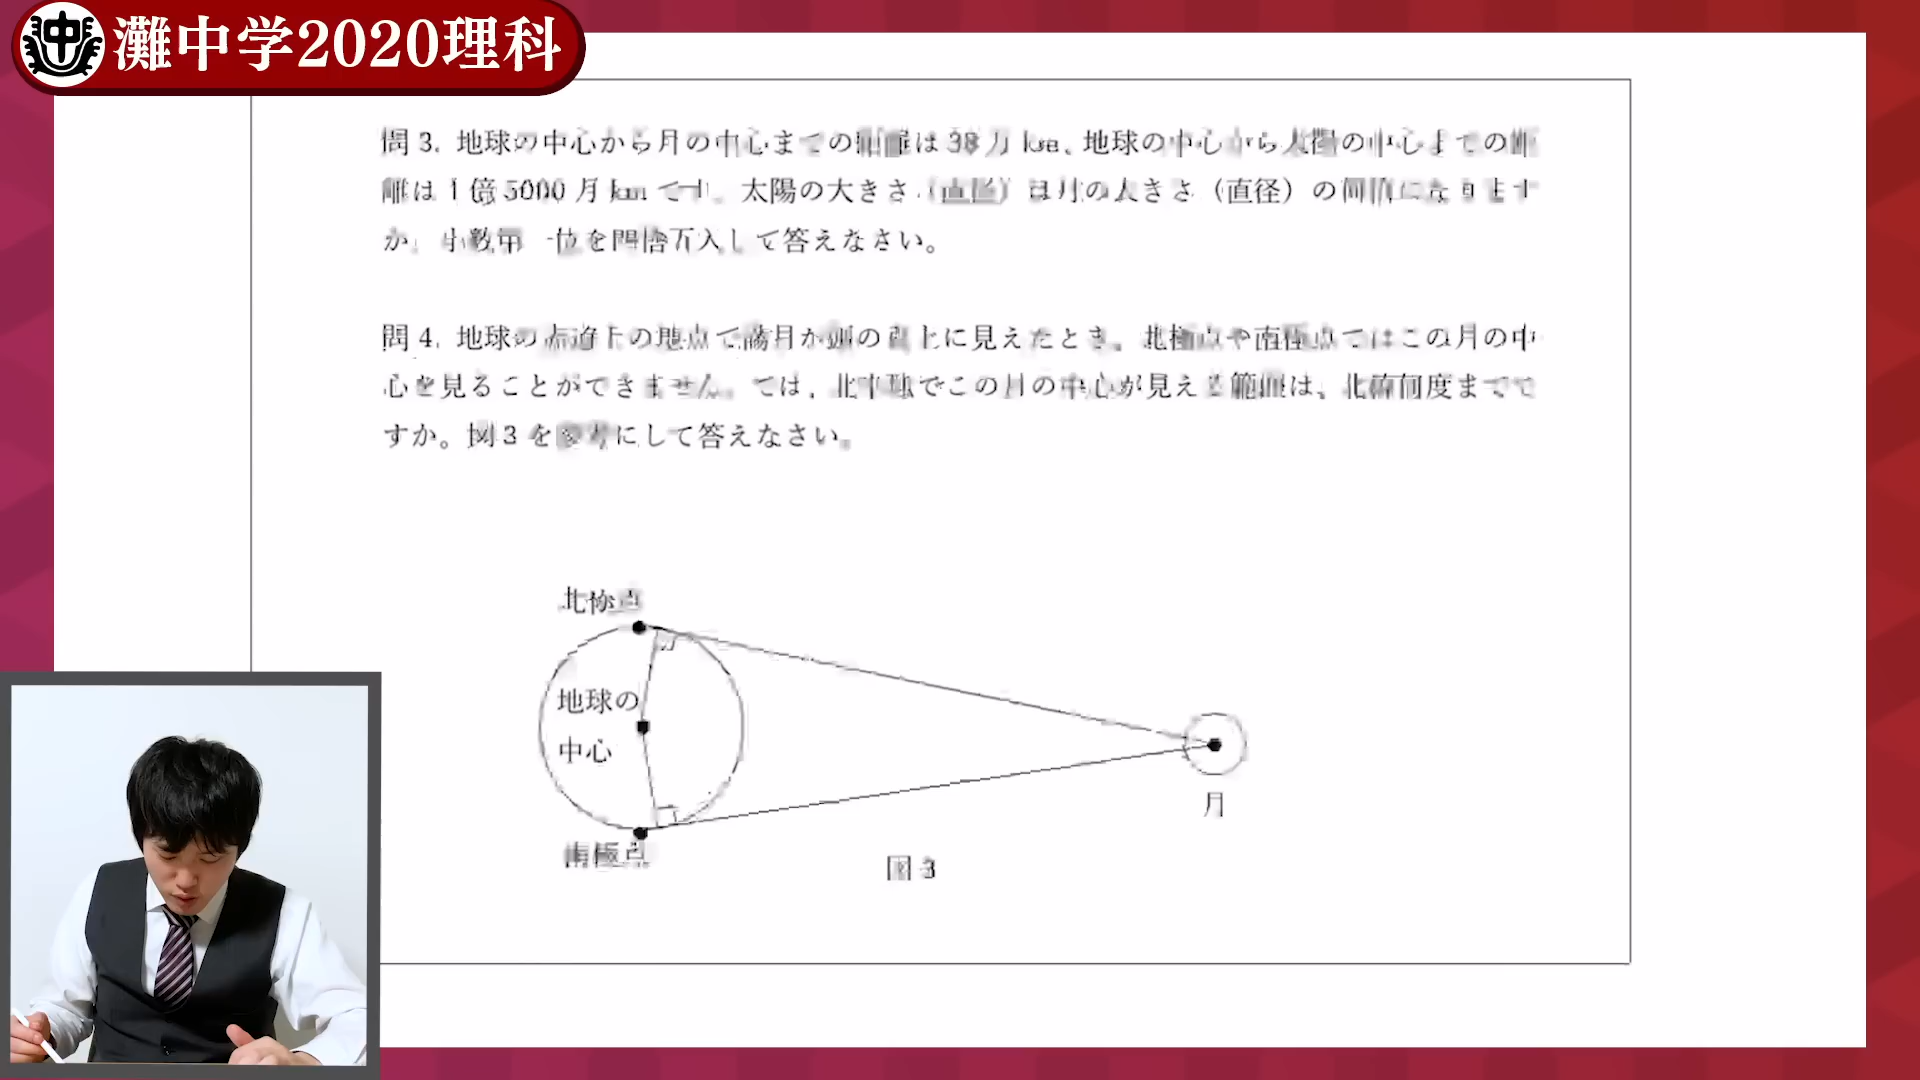 灘中学2020理科
問3. 地球の中心から月の中心までの距離は38万km、地球の中心から太陽の中心までの距
離は1億5000万kmです。太陽の大きさ（直径）は月の大きさ（直径）の何倍になります
か。小数第一位を四捨五入して答えなさい。
問4. 地球の赤道上の地点で満月が頭の真上に見えたとき、北極点や南極点ではこの月の中
心を見ることができません。では、北半球でこの月の中心が見える範囲は、北緯何度までで
すか。図3を参考にして答えなさい。
北極点
地球の
中心
月
南極点
図3